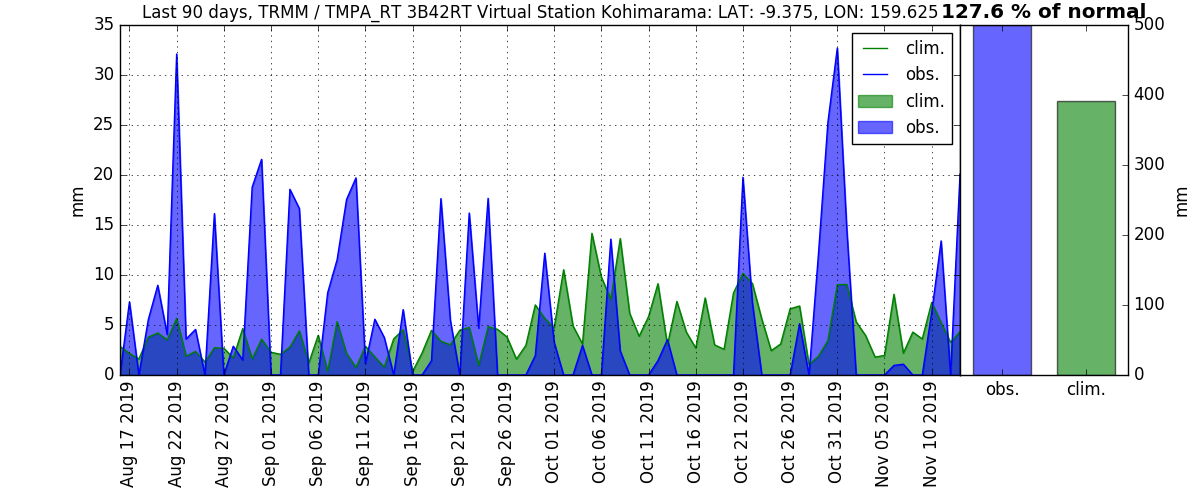 Last 90 days, TRMM / TMPA_RT 3B42RT Virtual Station Kohimarama: LAT: -9.375, LON: 159.625
127.6 % of normal
35
30
25
20
15
10
5
0
mm
clim.
obs.
clim.
obs.
500
400
300
200
100
0
mm
obs.
clim.
Aug 17 2019
Aug 22 2019
Aug 27 2019
Sep 01 2019
Sep 06 2019
Sep 11 2019
Sep 16 2019
Sep 21 2019
Sep 26 2019
Oct 01 2019
Oct 06 2019
Oct 11 2019
Oct 16 2019
Oct 21 2019
Oct 26 2019
Oct 31 2019
Nov 05 2019
Nov 10 2019